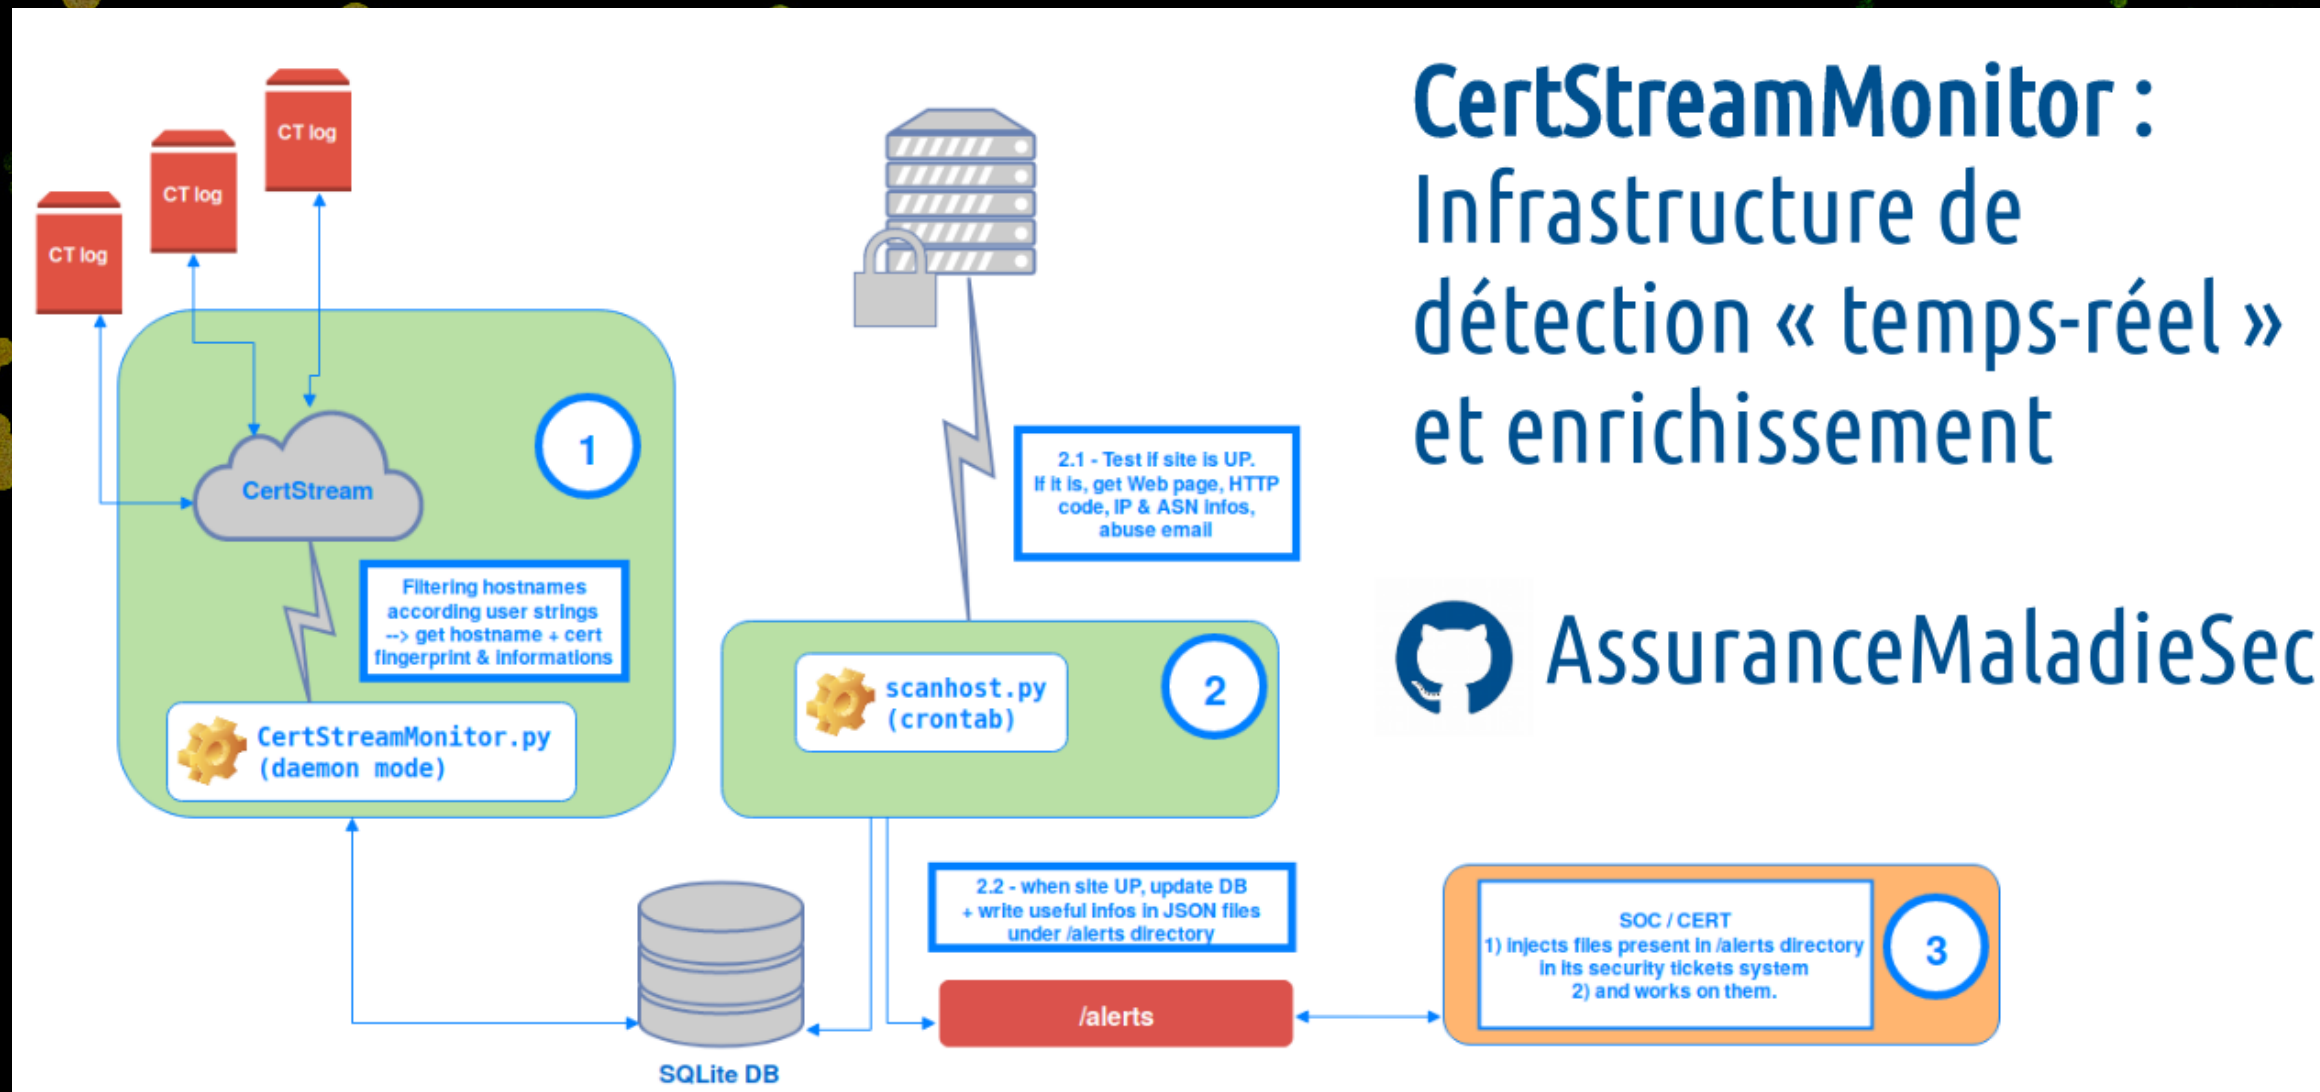 CertStreamMonitor :
Infrastructure de
détection « temps-réel »
et enrichissement
AssuranceMaladieSec
CT log
CT log
CT log
1
CertStream
Filtering hostnames
according user strings
--> get hostname + cert
fingerprint & informations
CertStreamMonitor.py
(daemon mode)
2.1 - Test if site is UP.
If it is, get Web page, HTTP
code, IP & ASN infos,
abuse email
scanhost.py
(crontab)
2
2.2 - when site UP, update DB
+ write useful infos in JSON files
under /alerts directory
SQLite DB
/alerts
SOC / CERT
1) injects files present in /alerts directory
in its security tickets system
2) and works on them.
3